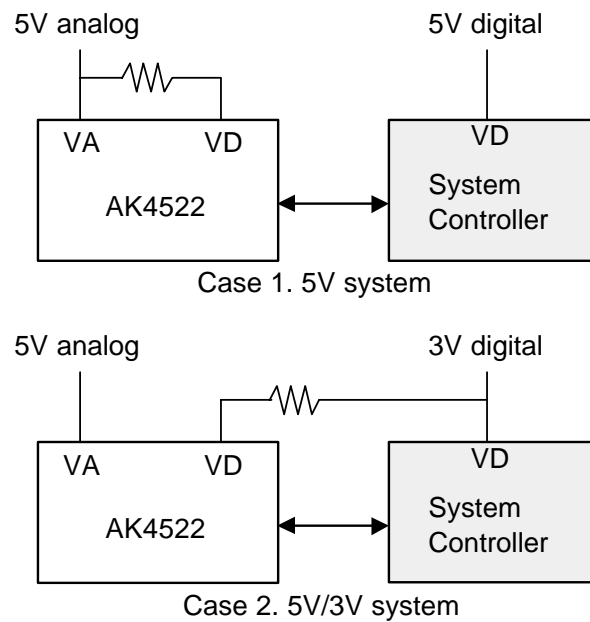 5V analog
5V digital
VA
VD
VD
AK4522
System
Controller
Case 1. 5V system
5V analog
3V digital
VA
VD
VD
AK4522
System
Controller
Case 2. 5V/3V system